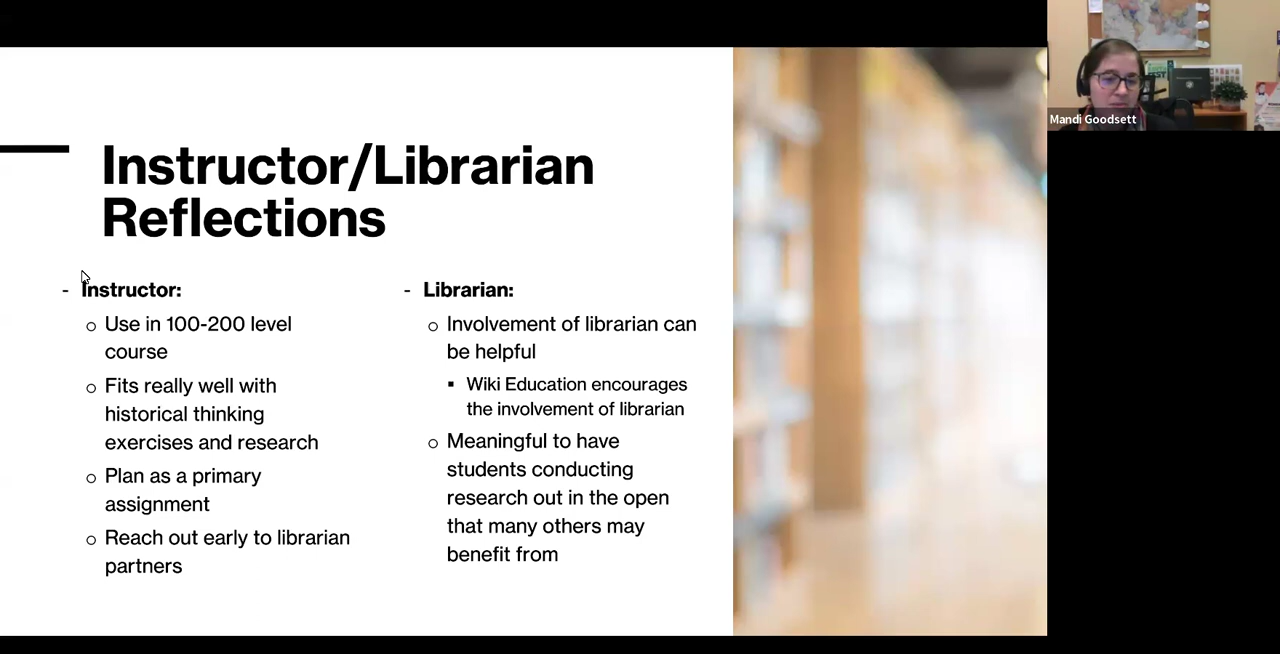 Mandi Goodsett
Instructor/Librarian
Reflections
- Instructor:
o Use in 100-200 level
course
o Fits really well with
historical thinking
exercises and research
o Plan as a primary
assignment
o Reach out early to librarian
partners
- Librarian:
o Involvement of librarian can
be helpful
▪ Wiki Education encourages
the involvement of librarian
o Meaningful to have
students conducting
research out in the open
that many others may
benefit from